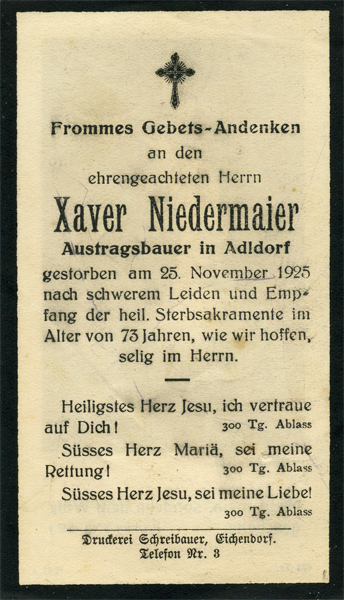 Frommes Gebets-Andenken
an den
ehrengeachteten Herrn
Xaver Niedermaier
Austragsbauer in Adldorf
gestorben am 25. November 1925
nach schwerem Leiden und Emp-
fang der heil. Sterbsakramente im
Alter von 73 Jahren, wie wir hoffen,
selig im Herrn.
Heiligstes Herz Jesu, ich vertraue
auf Dich! 300 Tg. Ablass
Süsses Herz Mariä, sei meine
Rettung! 300 Tg. Ablass
Süsses Herz Jesu, sei meine Liebe!
300 Tg. Ablass
Druckerei Schreibauer, Eichendorf.
Telefon Nr. 3